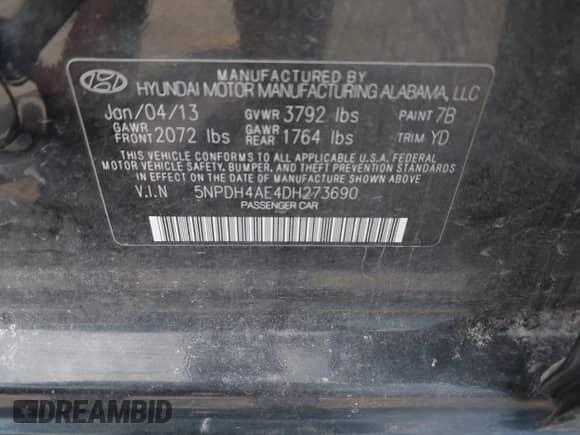 MANUFACTURED BY
HYUNDAI MOTOR MANUFACTURING ALABAMA, LLC
Jan/04/13 GVWR 3792 lbs PAINT 7B
GAWR FRONT 2072 lbs GAWR REAR 1764 lbs TRIM YD
THIS VEHICLE CONFORMS TO ALL APPLICABLE U.S.A. FEDERAL
MOTOR VEHICLE SAFETY, BUMPER, AND THEFT PREVENTION STANDARDS
IN EFFECT ON THE DATE OF MANUFACTURE SHOWN ABOVE.
V.I.N 5NPDH4AE4DH273690
PASSENGER CAR
DREAMBID